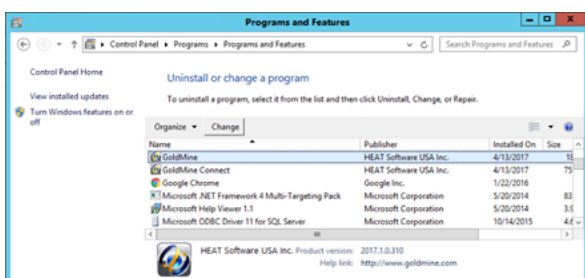 Programs and Features
Control Panel ▸ Programs ▸ Programs and Features
Search Programs and Features
Control Panel Home
View installed updates
Turn Windows features on or off
Uninstall or change a program
To uninstall a program, select it from the list and then click Uninstall, Change, or Repair.
Organize Change
Name Publisher Installed On Size
GoldMine HEAT Software USA Inc. 4/13/2017
GoldMine Connect HEAT Software USA Inc. 4/13/2017 75
Google Chrome Google Inc. 1/22/2016
Microsoft .NET Framework 4 Multi-Targeting Pack Microsoft Corporation 5/20/2014 83
Microsoft Help Viewer 1.1 Microsoft Corporation 5/20/2014 3.9
Microsoft ODBC Driver 11 for SQL Server Microsoft Corporation 10/14/2015
HEAT Software USA Inc. Product version: 2017.1.0.310
Help link: http://www.goldmine.com